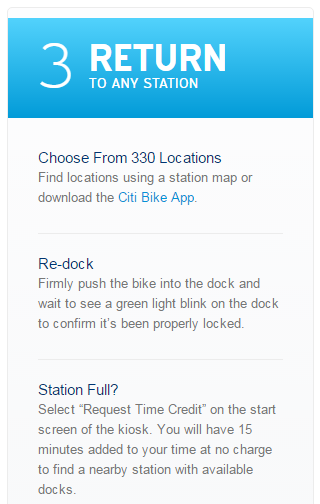 3 RETURN
TO ANY STATION
Choose From 330 Locations
Find locations using a station map or
download the Citi Bike App.
Re-dock
Firmly push the bike into the dock and
wait to see a green light blink on the dock
to confirm it's been properly locked.
Station Full?
Select “Request Time Credit” on the start
screen of the kiosk. You will have 15
minutes added to your time at no charge
to find a nearby station with available
docks.